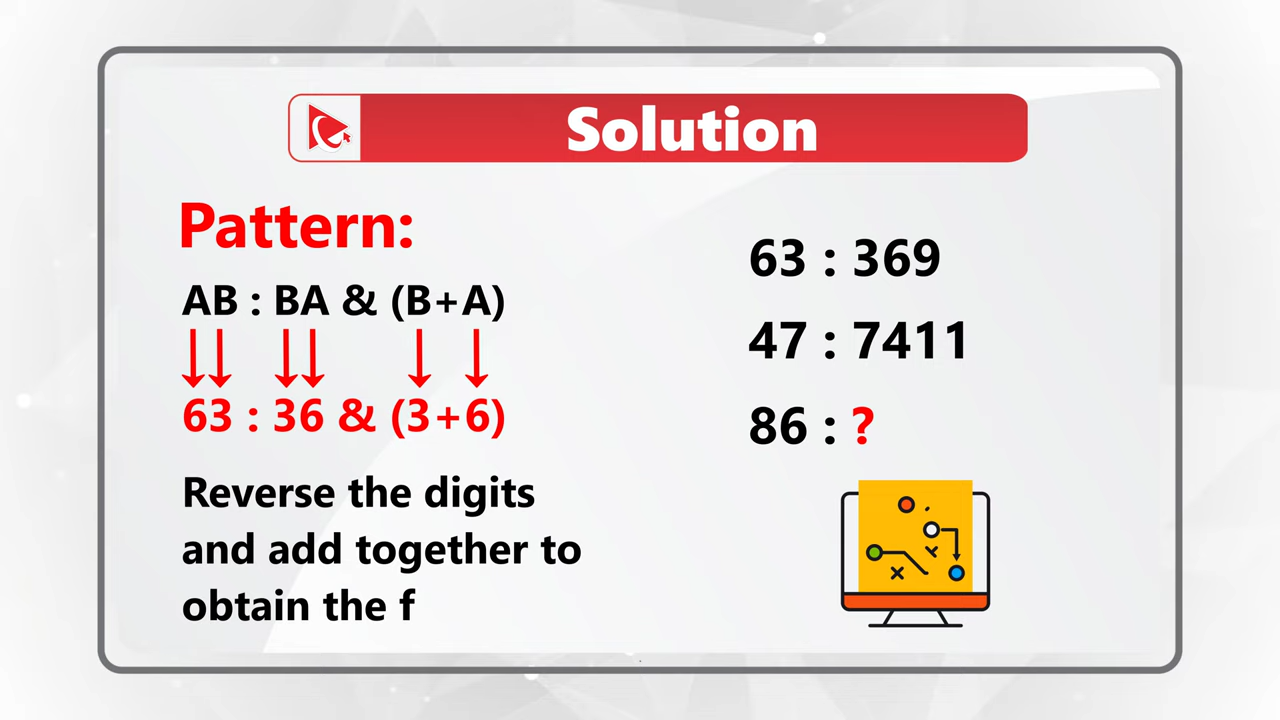 Solution
Pattern:
AB : BA & (B+A)
63 : 36 & (3+6)
Reverse the digits
and add together to
obtain the f
63 : 369
47 : 7411
86 : ?